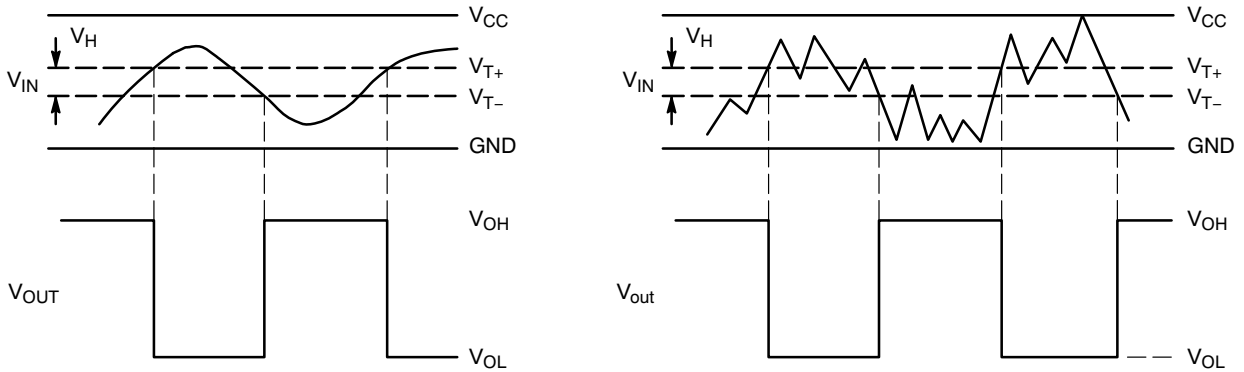 V_CC
V_H
V_IN
V_T+
V_T−
GND
V_OH
V_OUT
V_OL
V_CC
V_H
V_IN
V_T+
V_T−
GND
V_OH
V_out
V_OL